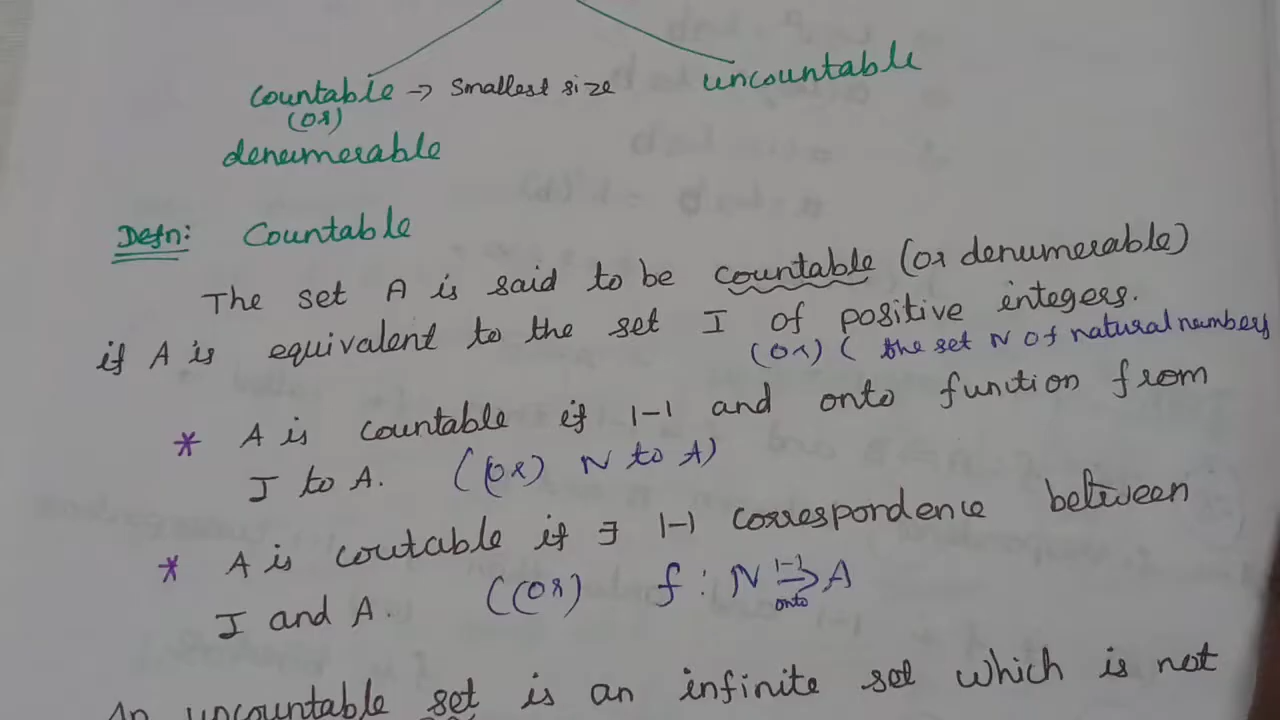 countable → Smallest size uncountable
(or)
denumerable
Defn: Countable
The set A is said to be countable (or denumerable)
if A is equivalent to the set I of positive integers.
(or) ( the set N of natural numbers
* A is countable if 1-1 and onto function from
I to A. ((or) N to A)
* A is coutable if ∃ 1-1 correspondence between
I and A. ((or) f : N 1-1→onto A
An uncountable set is an infinite set which is not